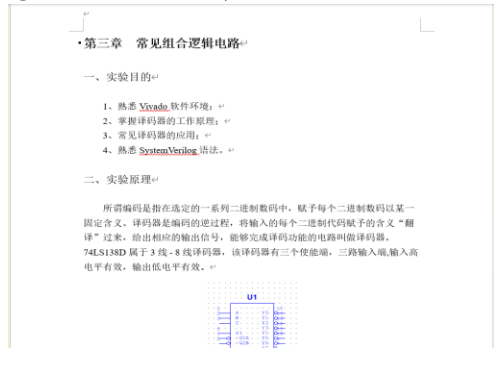 第三章 常见组合逻辑电路
一、实验目的
1、熟悉 Vivado 软件环境；
2、掌握译码器的工作原理；
3、常见译码器的应用；
4、熟悉 SystemVerilog 语法。
二、实验原理
所谓编码是指在选定的一系列二进制数码中，赋予每个二进制数码以某一
固定含义。译码器是编码的逆过程，将输入的每个二进制代码赋予的含义“翻
译”过来，给出相应的输出信号，能够完成译码功能的电路叫做译码器。
74LS138D 属于 3 线 - 8 线译码器，该译码器有三个使能端，三路输入端,输入高
电平有效，输出低电平有效。
U1